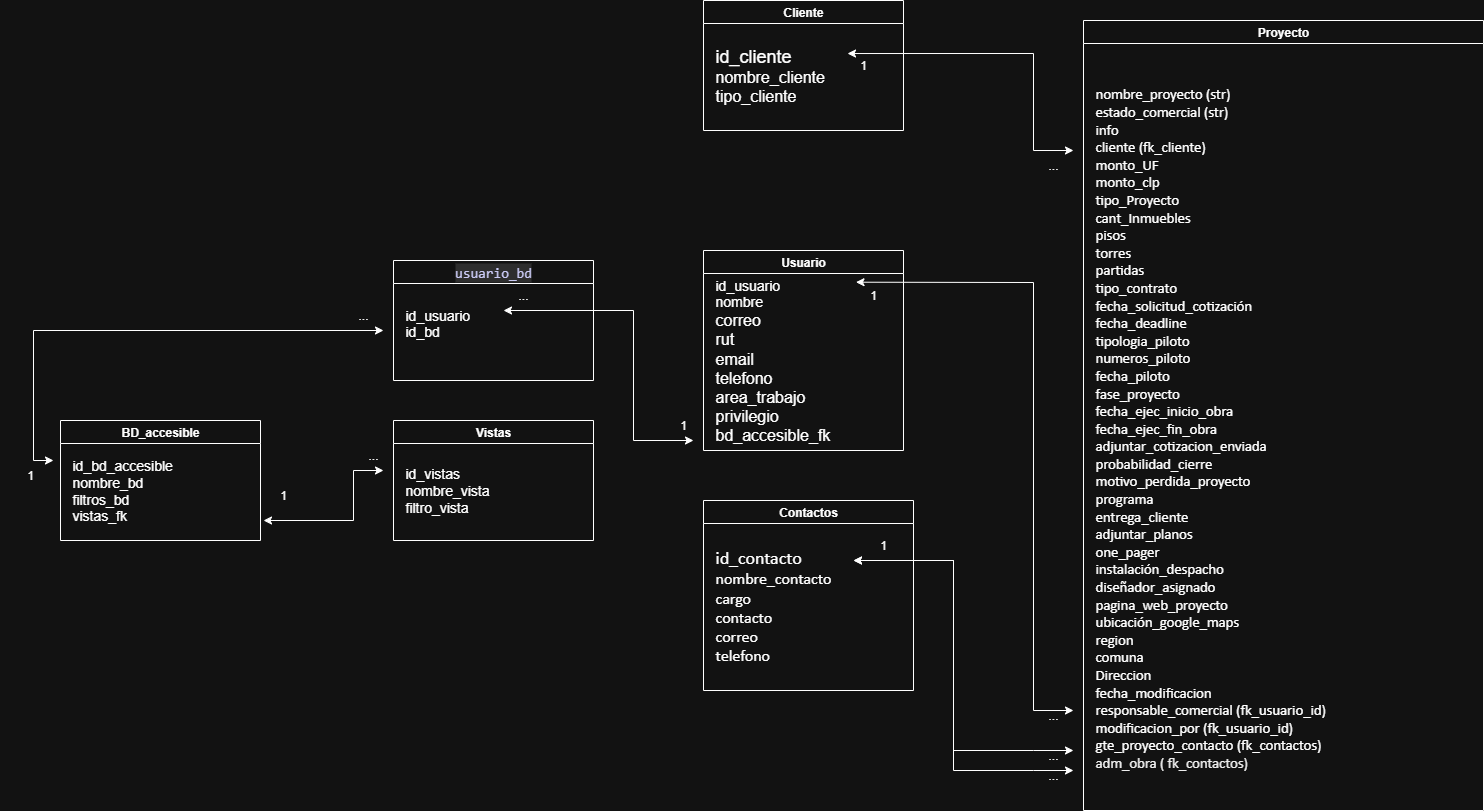 Cliente
id_cliente
nombre_cliente
tipo_cliente
1
...
Proyecto
nombre_proyecto (str)
estado_comercial (str)
info
cliente (fk_cliente)
monto_UF
monto_clp
tipo_Proyecto
cant_Inmuebles
pisos
torres
partidas
tipo_contrato
fecha_solicitud_cotización
fecha_deadline
tipologia_piloto
numeros_piloto
fecha_piloto
fase_proyecto
fecha_ejec_inicio_obra
fecha_ejec_fin_obra
adjuntar_cotizacion_enviada
probabilidad_cierre
motivo_perdida_proyecto
programa
entrega_cliente
adjuntar_planos
one_pager
instalación_despacho
diseñador_asignado
pagina_web_proyecto
ubicación_google_maps
region
comuna
Direccion
fecha_modificacion
responsable_comercial (fk_usuario_id)
modificacion_por (fk_usuario_id)
gte_proyecto_contacto (fk_contactos)
adm_obra ( fk_contactos)
usuario_bd
id_usuario
id_bd
...
...
Usuario
id_usuario
nombre
correo
rut
email
telefono
area_trabajo
privilegio
bd_accesible_fk
1
1
...
BD_accesible
id_bd_accesible
nombre_bd
filtros_bd
vistas_fk
1
1
...
Vistas
id_vistas
nombre_vista
filtro_vista
Contactos
id_contacto
nombre_contacto
cargo
contacto
correo
telefono
1
...
...